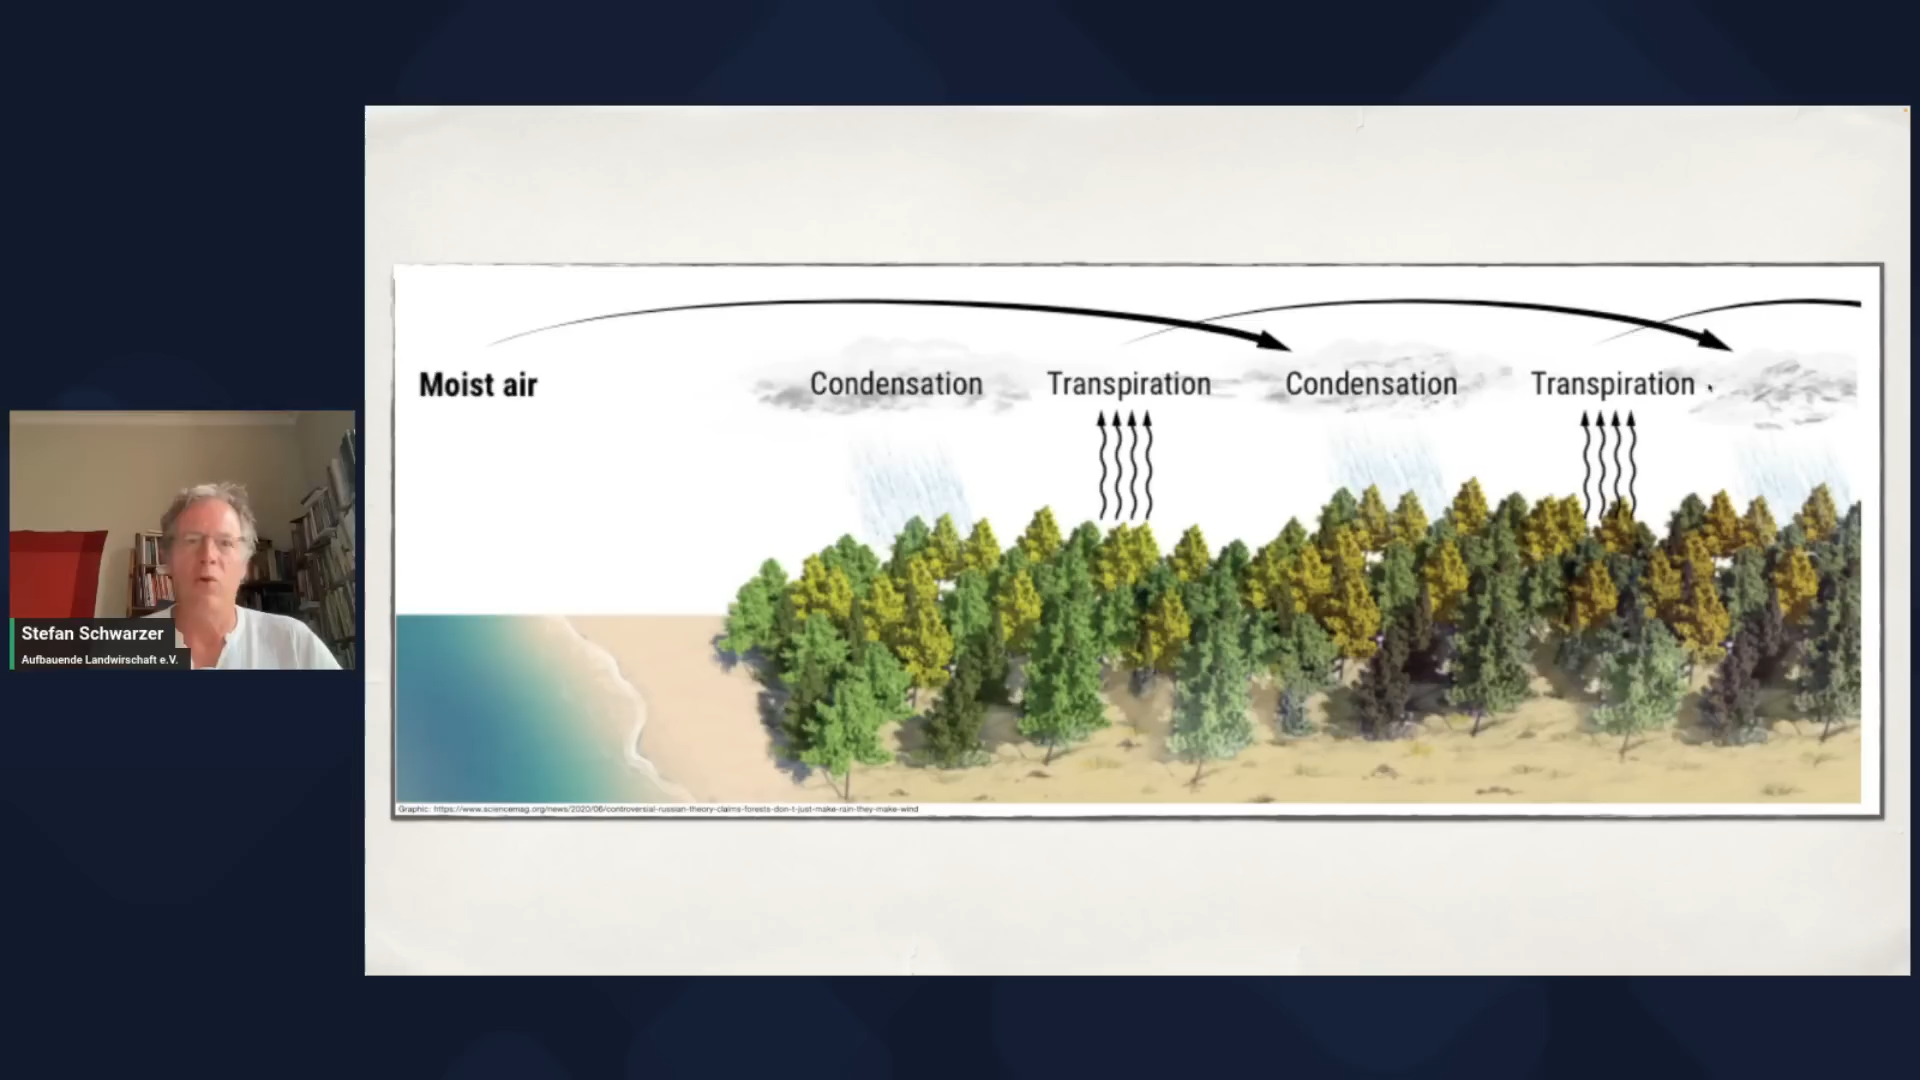 Moist air
Condensation
Transpiration
Condensation
Transpiration
Stefan Schwarzer
Aufbauende Landwirschaft e.V.
Graphic: https://www.sciencemag.org/news/2020/06/controversial-russian-theory-claims-forests-don-t-just-make-rain-they-make-wind